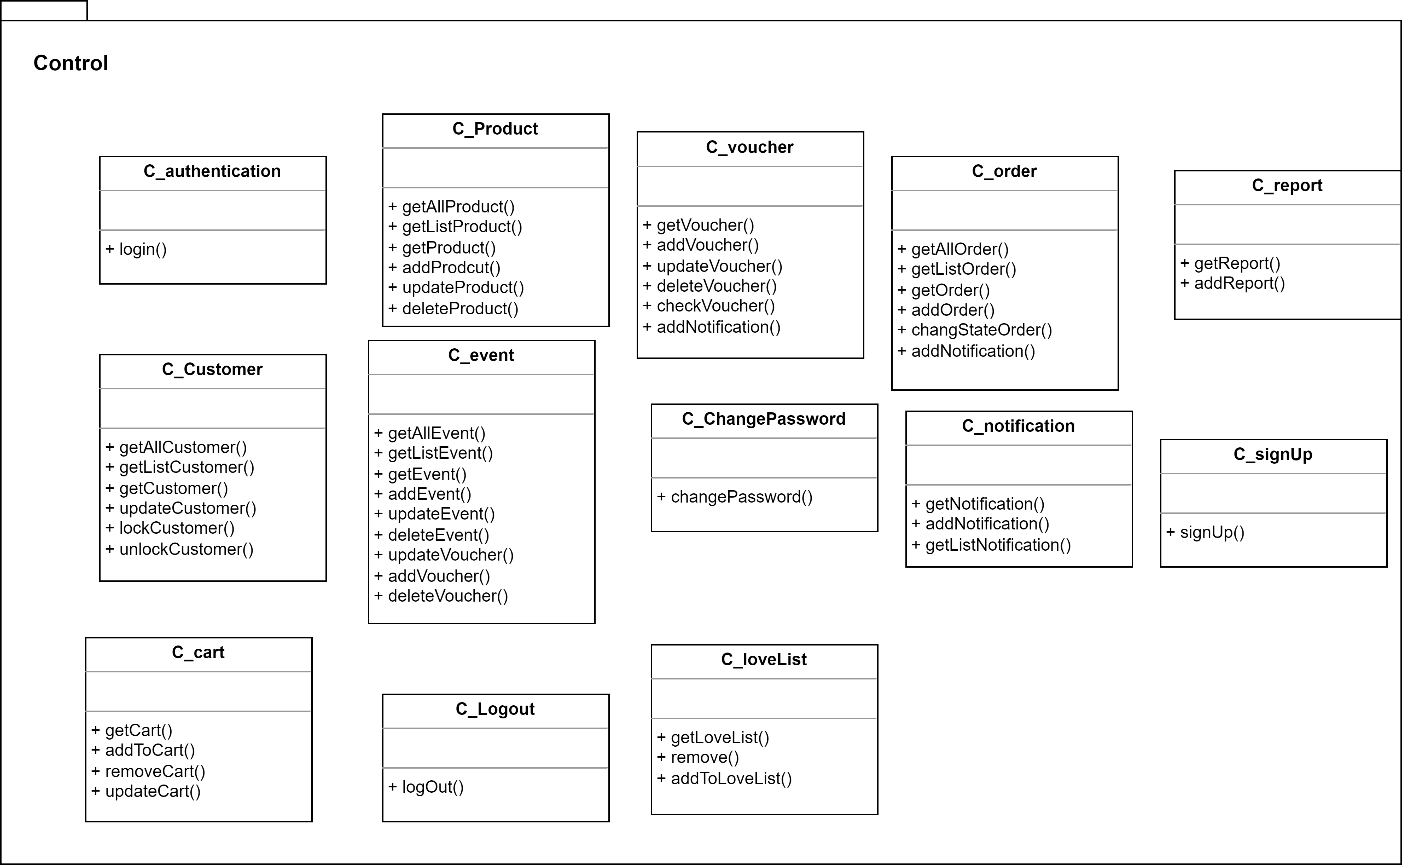 Control
C_authentication
+ login()
C_Product
+ getAllProduct()
+ getListProduct()
+ getProduct()
+ addProdcut()
+ updateProduct()
+ deleteProduct()
C_voucher
+ getVoucher()
+ addVoucher()
+ updateVoucher()
+ deleteVoucher()
+ checkVoucher()
+ addNotification()
C_order
+ getAllOrder()
+ getListOrder()
+ getOrder()
+ addOrder()
+ changStateOrder()
+ addNotification()
C_report
+ getReport()
+ addReport()
C_Customer
+ getAllCustomer()
+ getListCustomer()
+ getCustomer()
+ updateCustomer()
+ lockCustomer()
+ unlockCustomer()
C_event
+ getAllEvent()
+ getListEvent()
+ getEvent()
+ addEvent()
+ updateEvent()
+ deleteEvent()
+ updateVoucher()
+ addVoucher()
+ deleteVoucher()
C_ChangePassword
+ changePassword()
C_notification
+ getNotification()
+ addNotification()
+ getListNotification()
C_signUp
+ signUp()
C_cart
+ getCart()
+ addToCart()
+ removeCart()
+ updateCart()
C_Logout
+ logOut()
C_loveList
+ getLoveList()
+ remove()
+ addToLoveList()